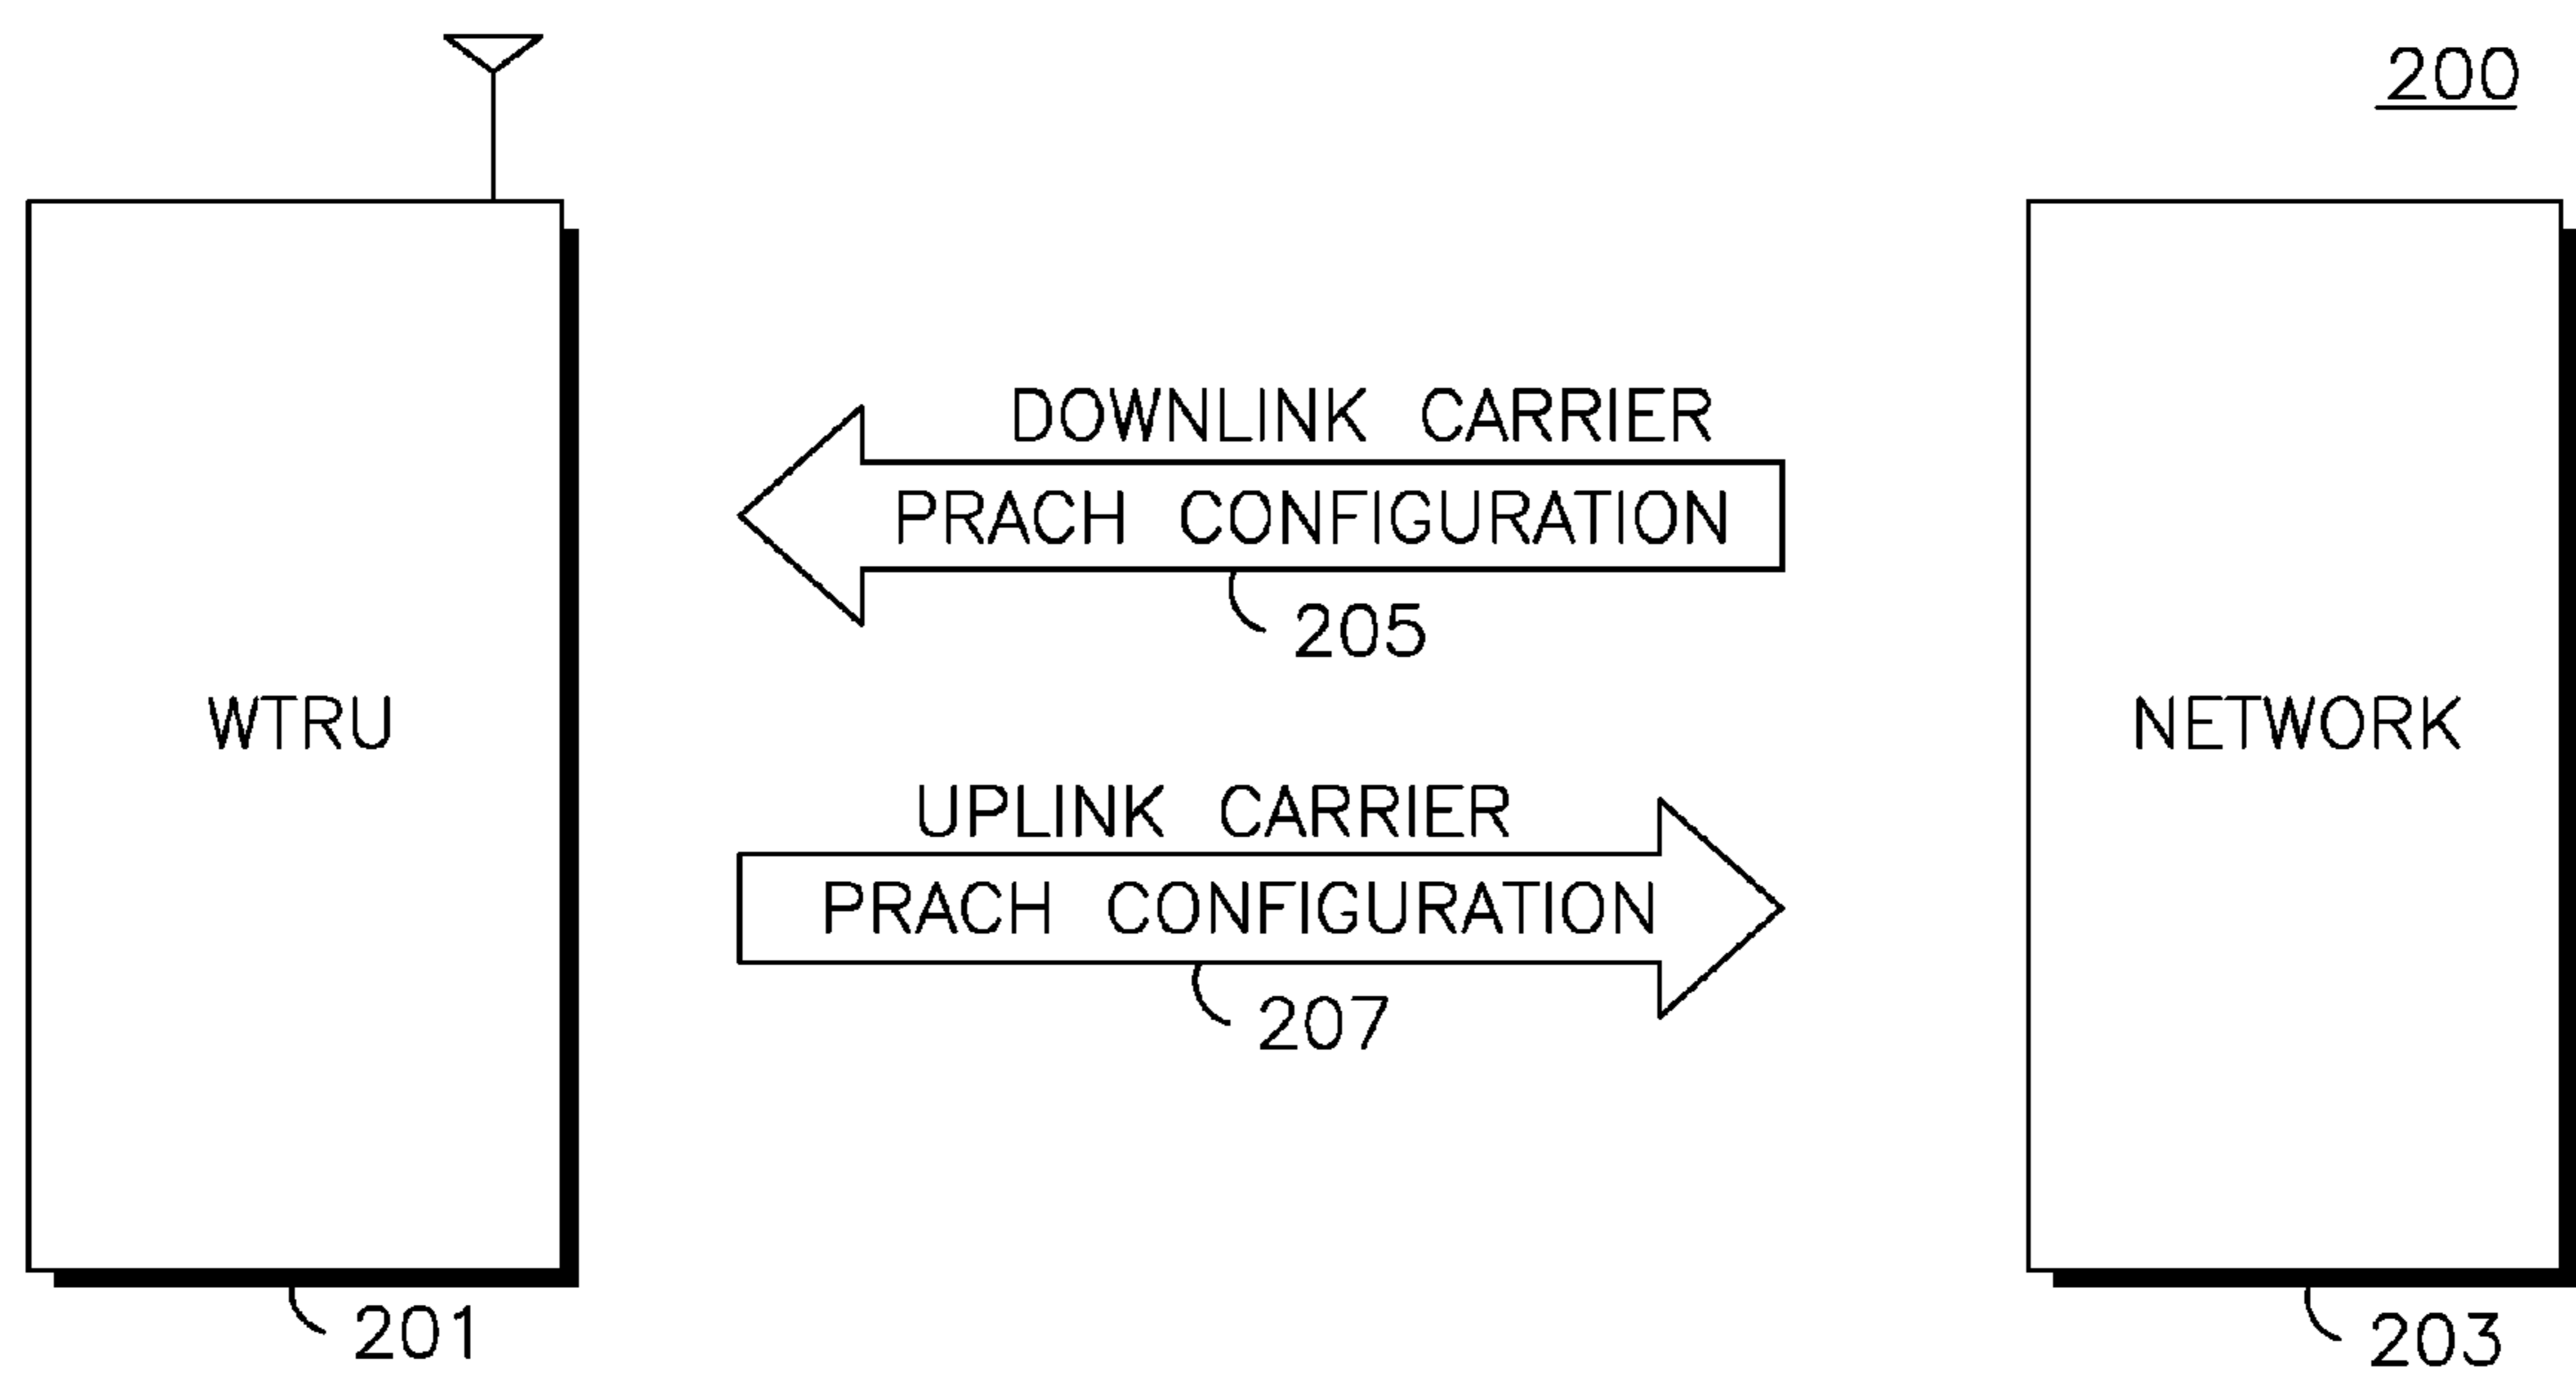 200
DOWNLINK CARRIER
PRACH CONFIGURATION
205
WTRU
NETWORK
UPLINK CARRIER
PRACH CONFIGURATION
207
201
203